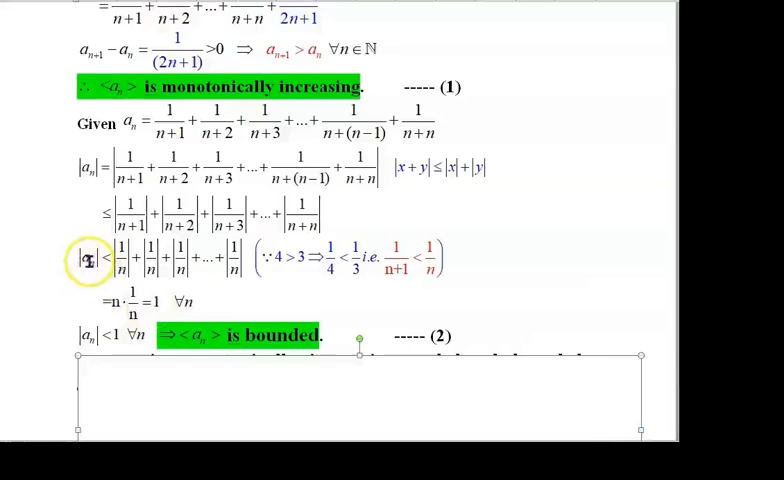 = 1/(n+1) + 1/(n+2) + ... + 1/(n+n) + 1/(2n+1)
a_{n+1} − a_n = 1/(2n+1) >0 ⇒ a_{n+1} > a_n ∀n ∈ ℕ
∴ <a_n> is monotonically increasing. ----- (1)
Given a_n = 1/(n+1) + 1/(n+2) + 1/(n+3) + ... + 1/(n+(n−1)) + 1/(n+n)
|a_n| = |1/(n+1) + 1/(n+2) + 1/(n+3) + ... + 1/(n+(n−1)) + 1/(n+n)| |x+y| ≤ |x|+|y|
≤ |1/(n+1)| + |1/(n+2)| + |1/(n+3)| + ... + |1/(n+n)|
|a_n| < |1/n| + |1/n| + |1/n| + ... + |1/n| (∵ 4 > 3 ⇒ 1/4 < 1/3 i.e. 1/(n+1) < 1/n)
=n · 1/n =1 ∀n
|a_n| <1 ∀n ⇒ < a_n > is bounded. ----- (2)